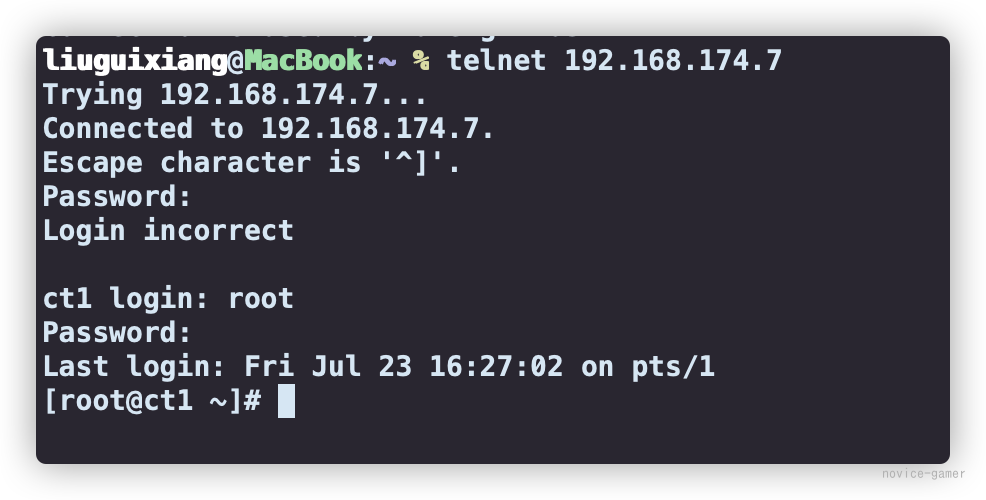 liuguixiang@MacBook:~ % telnet 192.168.174.7
Trying 192.168.174.7...
Connected to 192.168.174.7.
Escape character is '^]'.
Password:
Login incorrect
ct1 login: root
Password:
Last login: Fri Jul 23 16:27:02 on pts/1
[root@ct1 ~]#
novice-gamer